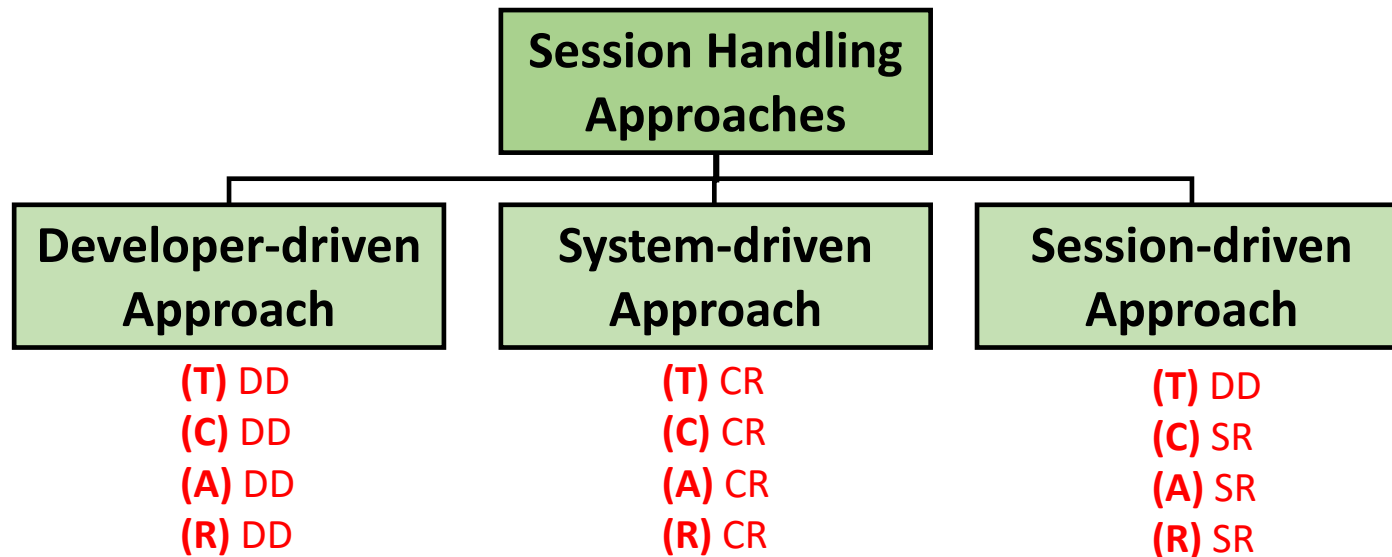 Session Handling
Approaches
Developer-driven
Approach
(T) DD
(C) DD
(A) DD
(R) DD
System-driven
Approach
(T) CR
(C) CR
(A) CR
(R) CR
Session-driven
Approach
(T) DD
(C) SR
(A) SR
(R) SR